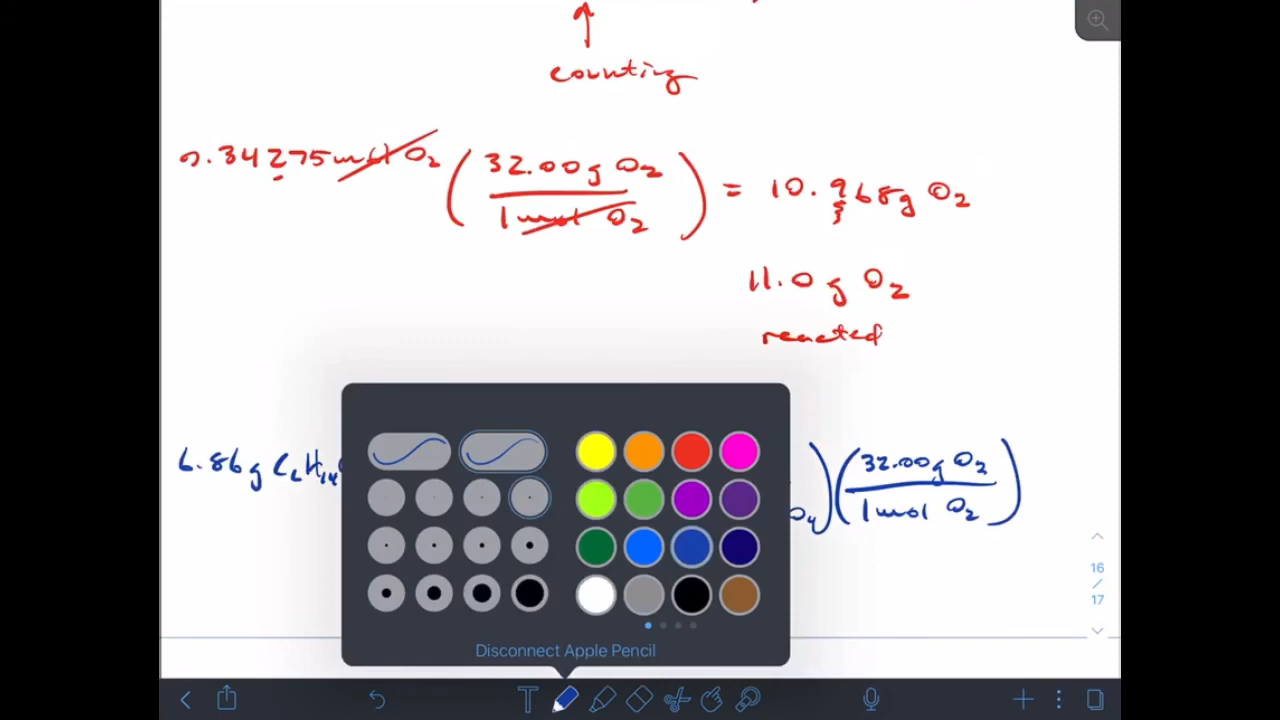 counting
0.34275 mol O₂ ( 32.00 g O₂ / 1 mol O₂ ) = 10.968 g O₂
11.0 g O₂
reacted
6.86 g C₆H₁₄O₄ ) ( 32.00 g O₂ / 1 mol O₂ )
16
/
17
Disconnect Apple Pencil
T